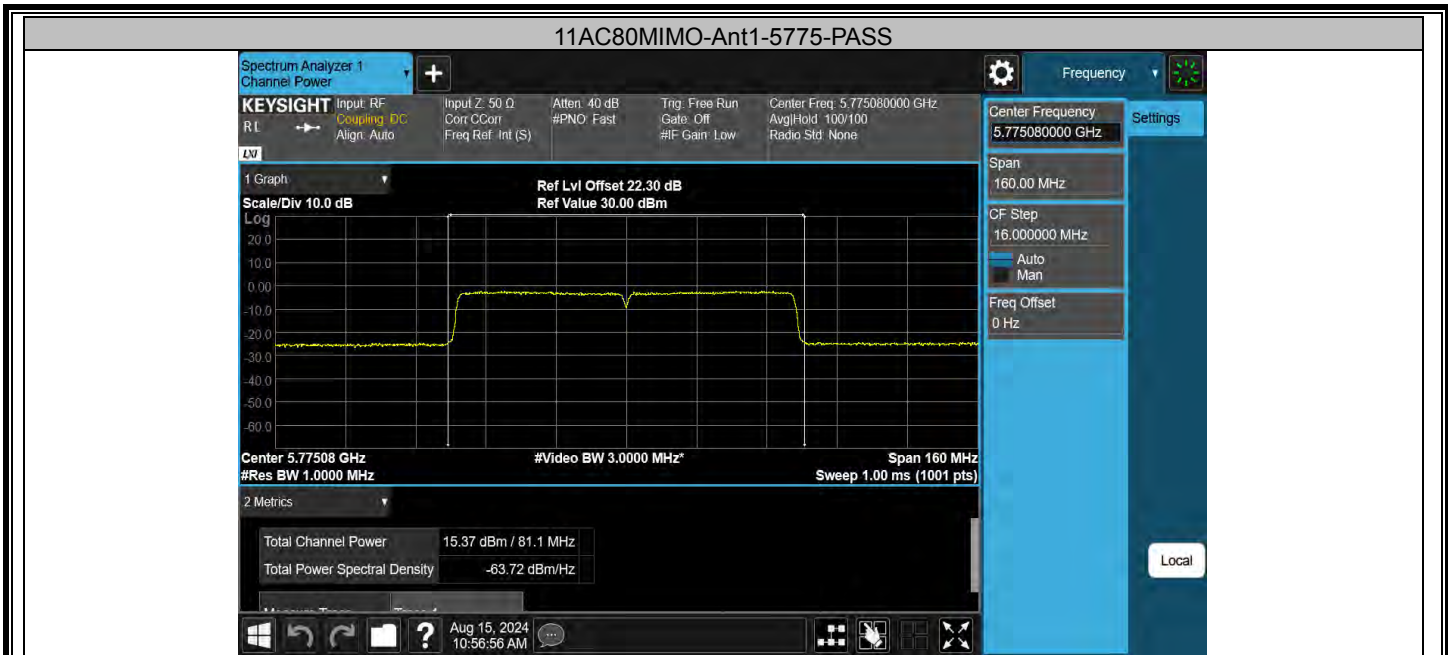 11AC80MIMO-Ant1-5775-PASS
Spectrum Analyzer 1
Channel Power
+
Frequency
KEYSIGHT
RL
LXI
Input: RF
Coupling: DC
Align: Auto
Input Z: 50 Ω
Corr CCorr
Freq Ref: Int (S)
Atten: 40 dB
#PNO: Fast
Trig: Free Run
Gate: Off
#IF Gain: Low
Center Freq: 5.775080000 GHz
Avg|Hold: 100/100
Radio Std: None
Center Frequency
5.775080000 GHz
Settings
Span
160.00 MHz
CF Step
16.000000 MHz
Auto
Man
Freq Offset
0 Hz
1 Graph
Scale/Div 10.0 dB
Ref Lvl Offset 22.30 dB
Ref Value 30.00 dBm
Log
20.0
10.0
0.00
-10.0
-20.0
-30.0
-40.0
-50.0
-60.0
Center 5.77508 GHz
#Video BW 3.0000 MHz*
Span 160 MHz
#Res BW 1.0000 MHz
Sweep 1.00 ms (1001 pts)
2 Metrics
Total Channel Power 15.37 dBm / 81.1 MHz
Total Power Spectral Density -63.72 dBm/Hz
Local
?
Aug 15, 2024
10:56:56 AM